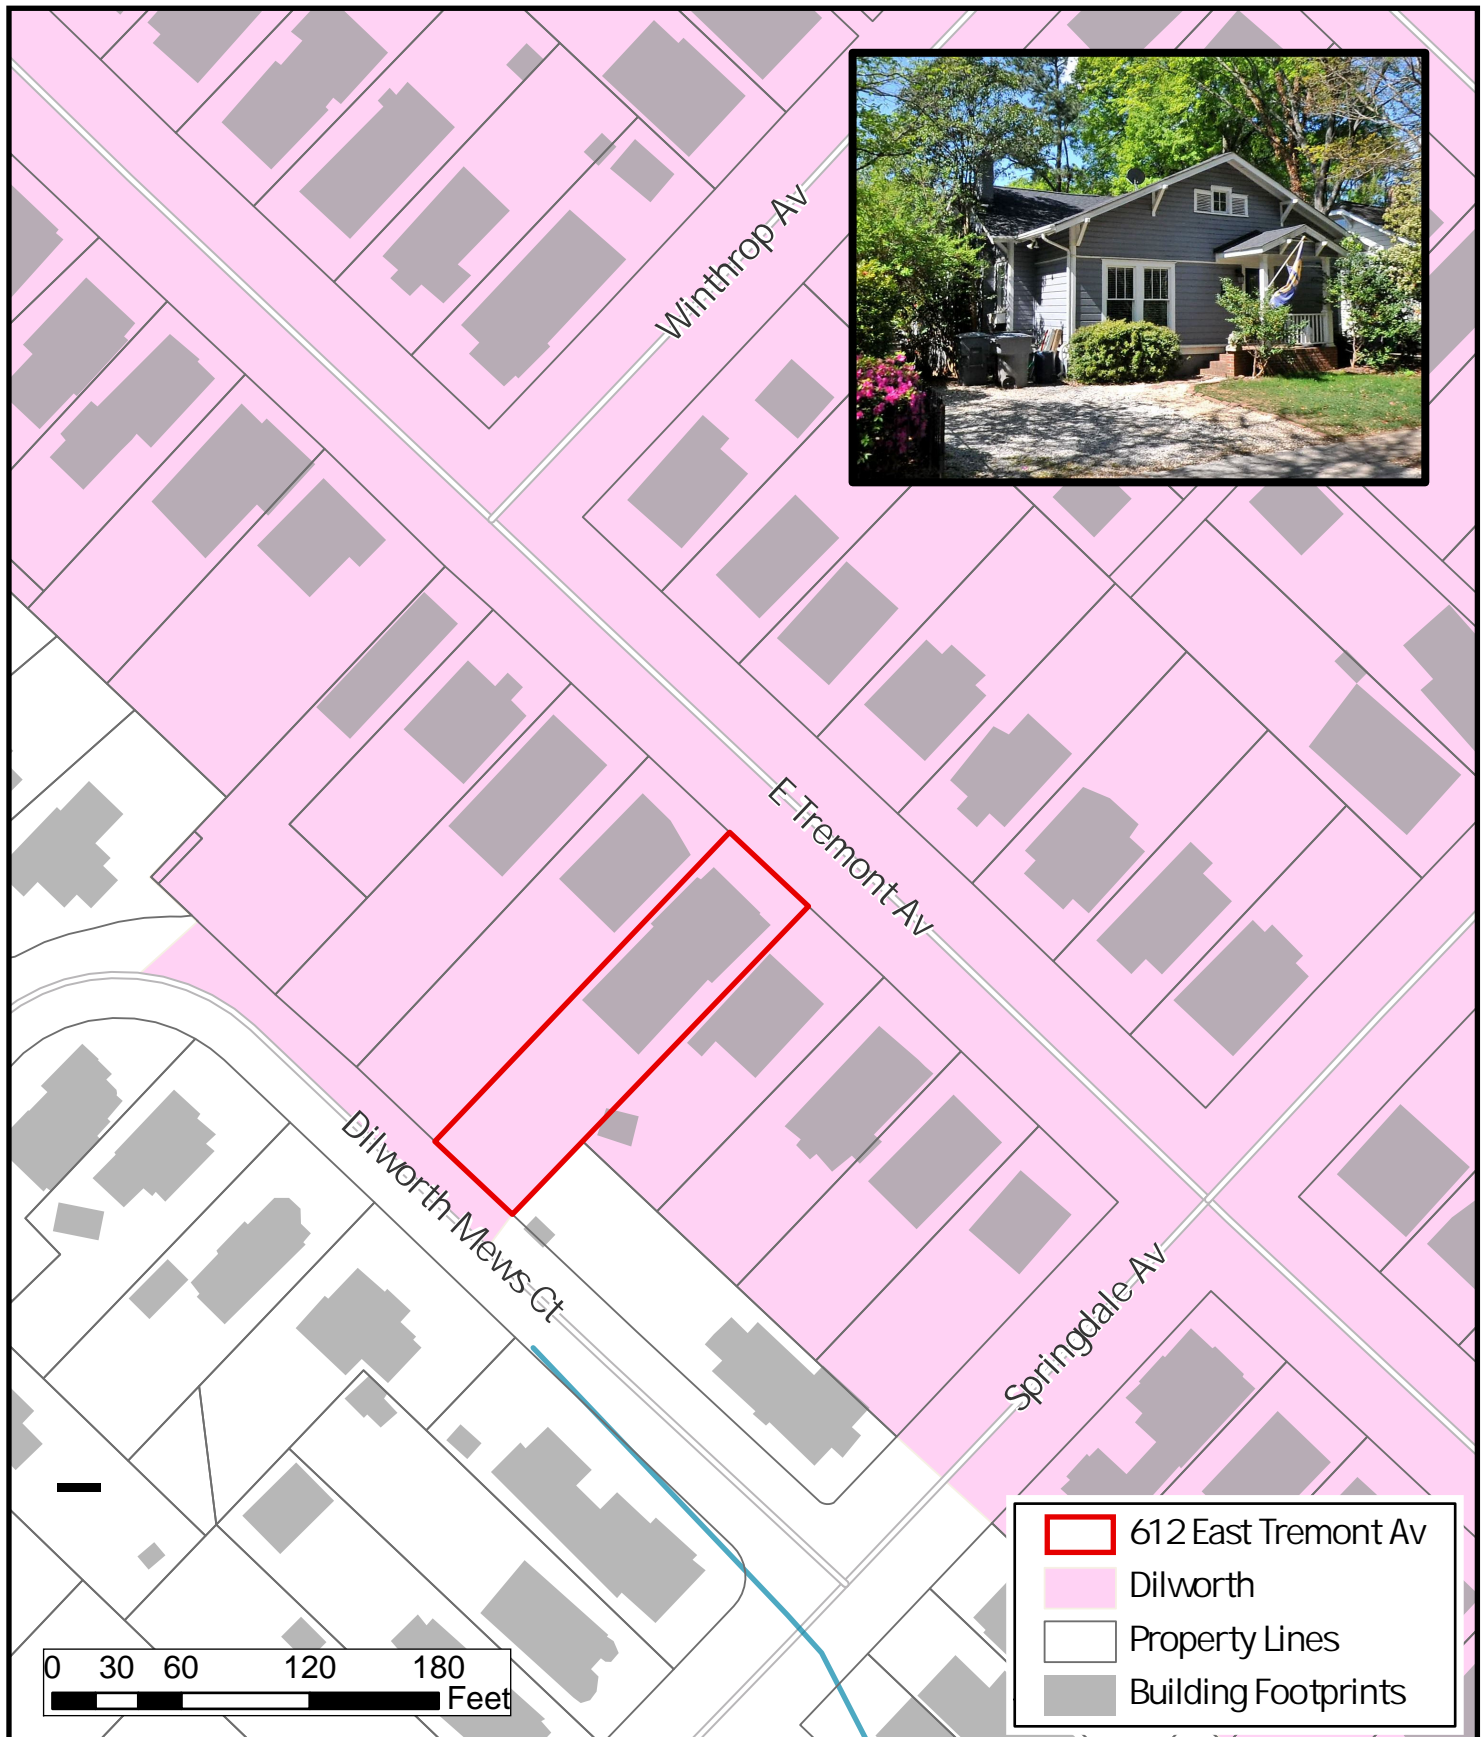 Winthrop Av
E Tremont Av
Dilworth Mews Ct
Springdale Av
612 East Tremont Av
Dilworth
Property Lines
Building Footprints
0 30 60 120 180
Feet